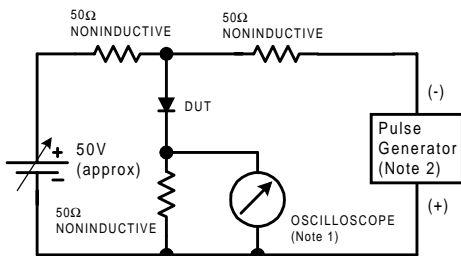 50Ω
NONINDUCTIVE
50Ω
NONINDUCTIVE
DUT
(-)
Pulse
Generator
(Note 2)
(+)
+
50V
(approx)
-
50Ω
NONINDUCTIVE
OSCILLOSCOPE
(Note 1)